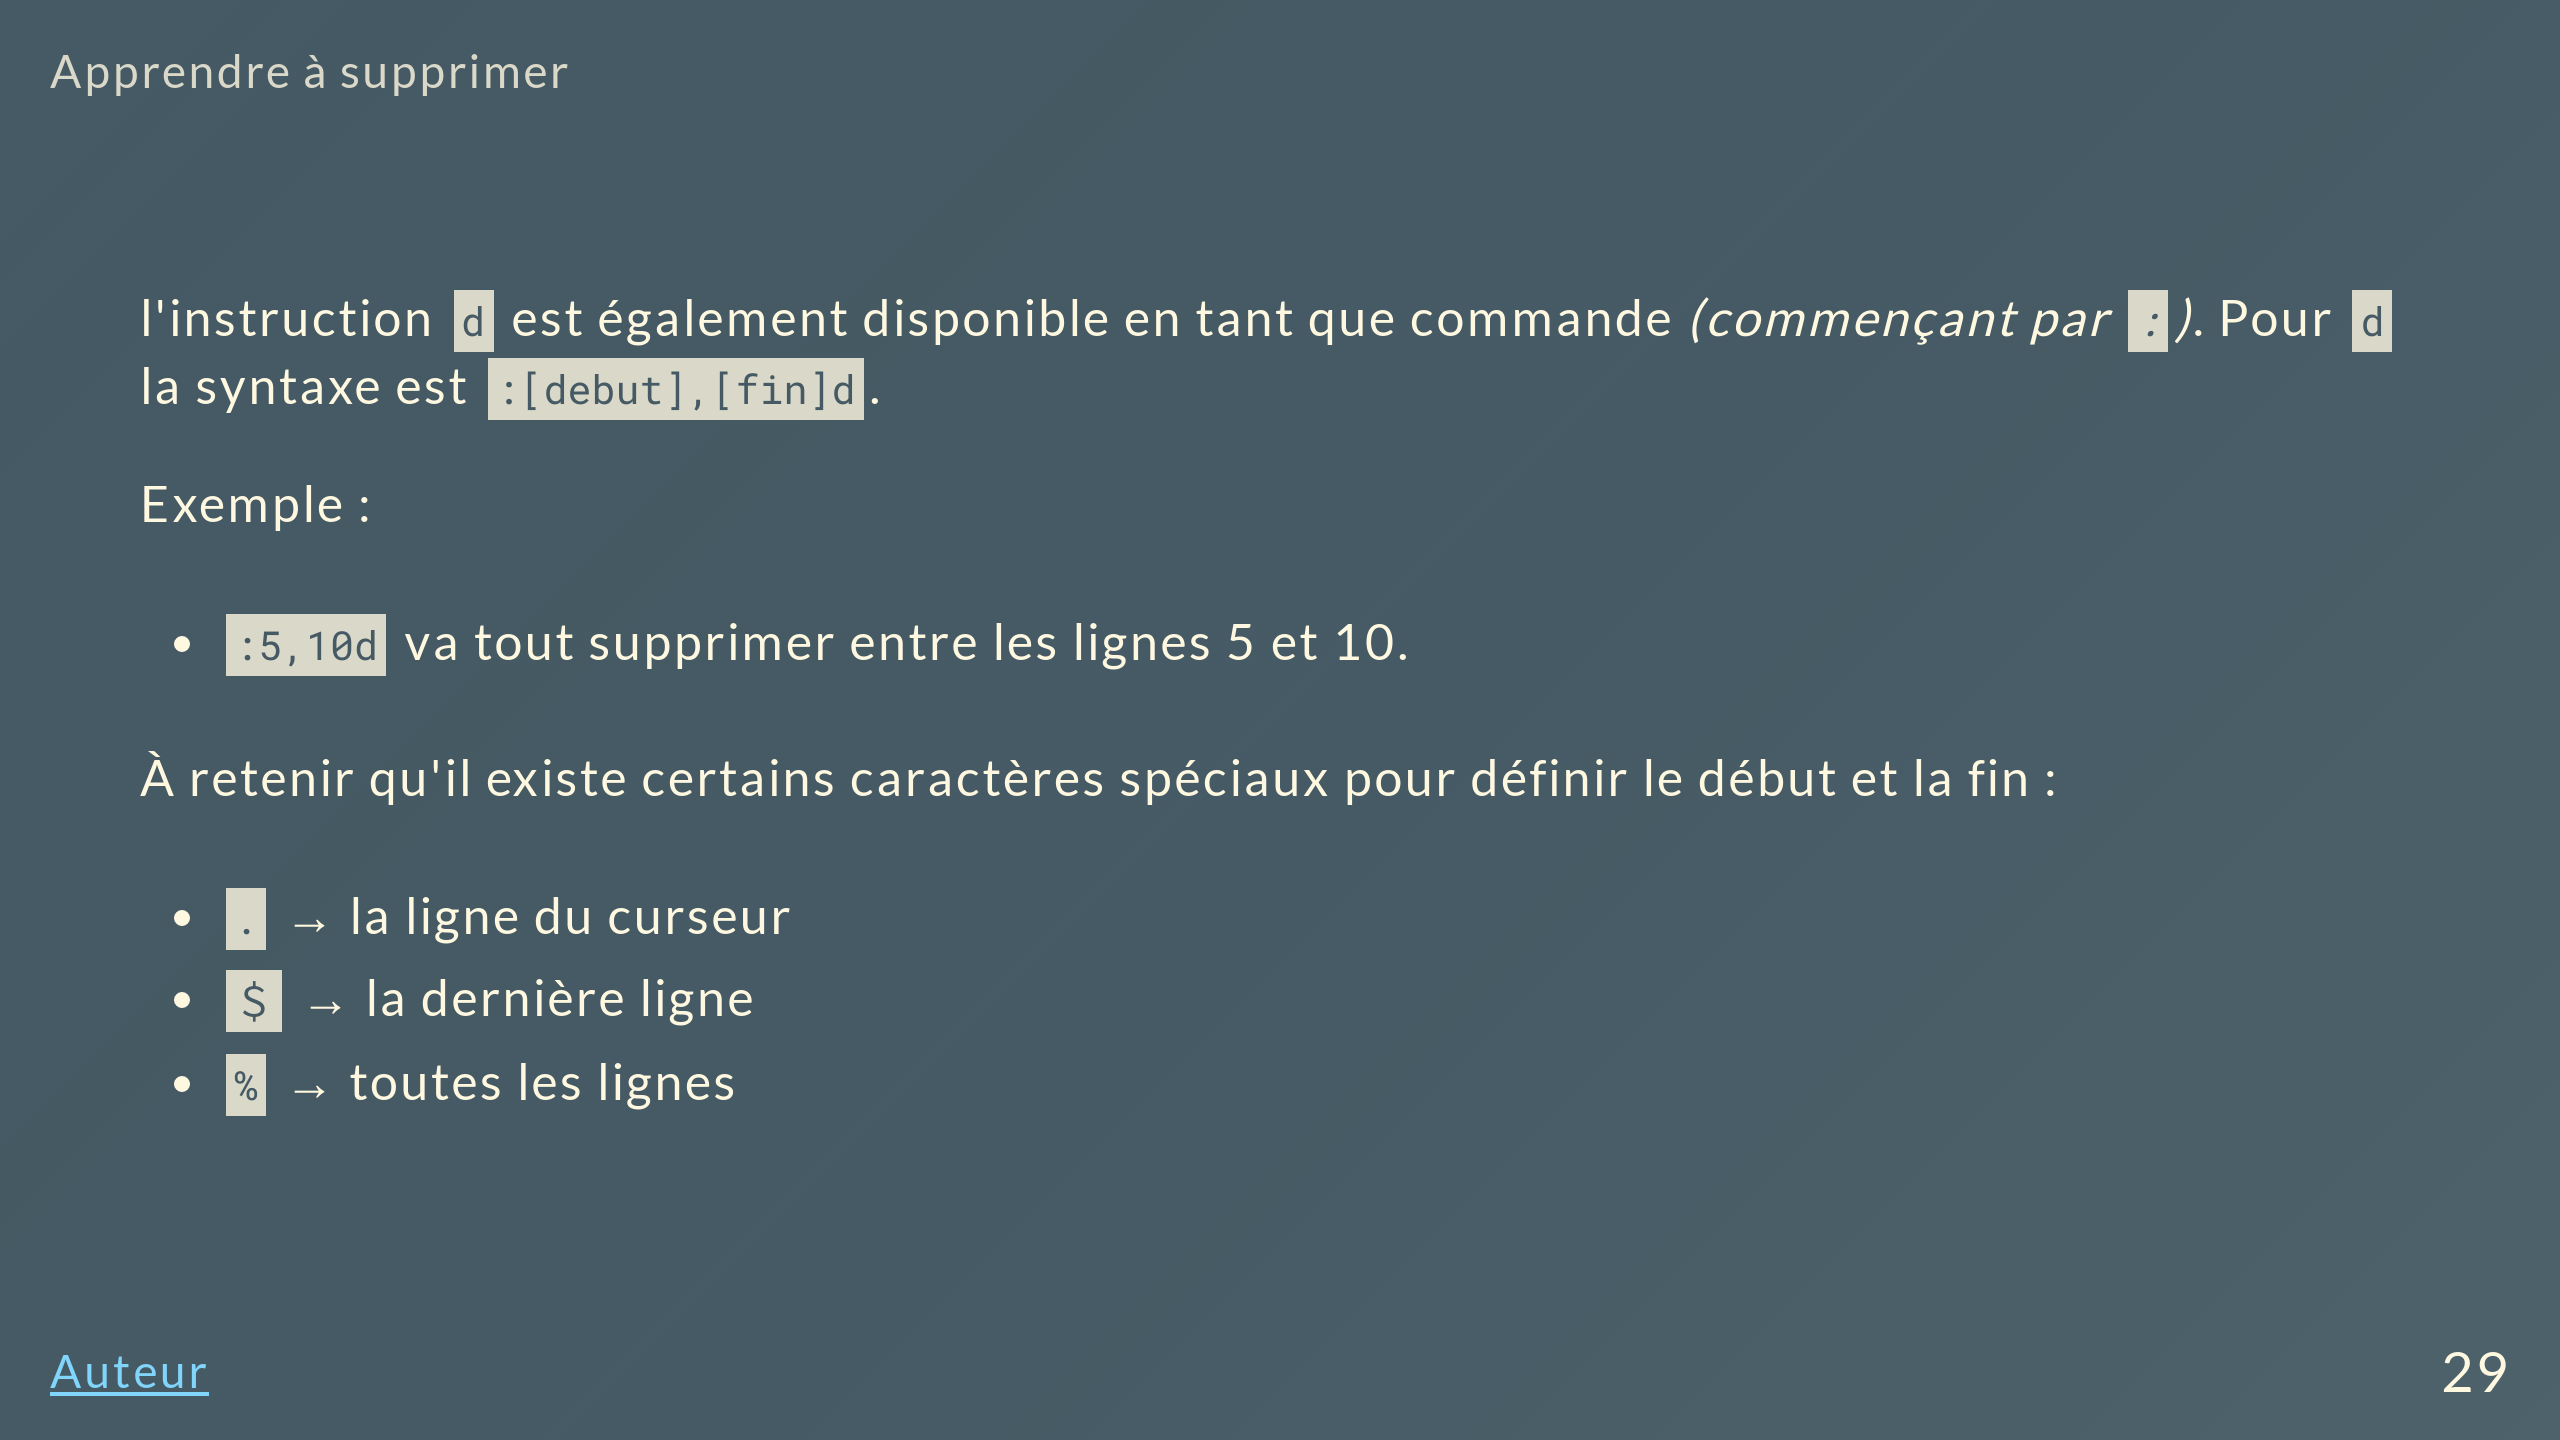 Apprendre à supprimer
l'instruction d est également disponible en tant que commande (commençant par :). Pour d
la syntaxe est :[debut],[fin]d.
Exemple :
• :5,10d va tout supprimer entre les lignes 5 et 10.
À retenir qu'il existe certains caractères spéciaux pour définir le début et la fin :
• . → la ligne du curseur
• $ → la dernière ligne
• % → toutes les lignes
Auteur
29